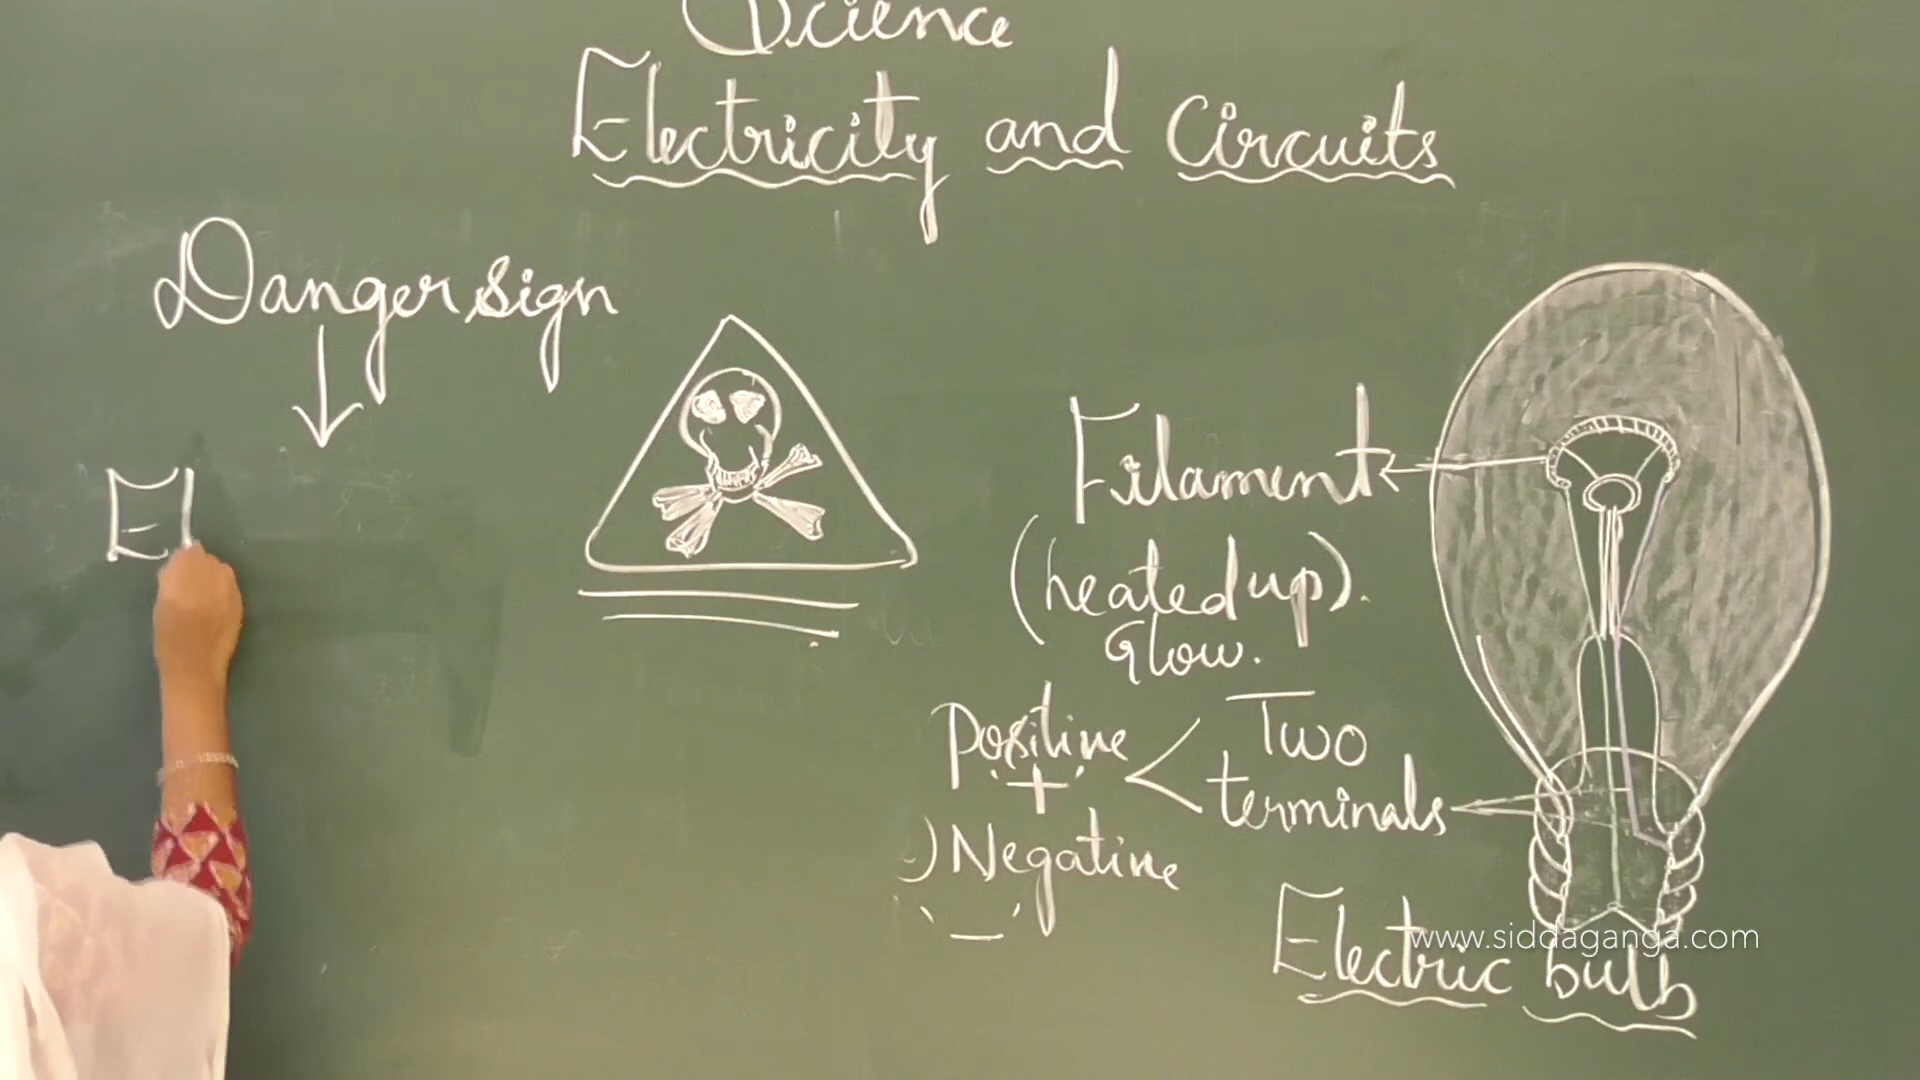 Science
Electricity and Circuits
Danger sign
El
Filament
(heated up).
Glow.
Two
terminals
Positive
+
-) Negative
-
Electric bulb
www.siddaganga.com